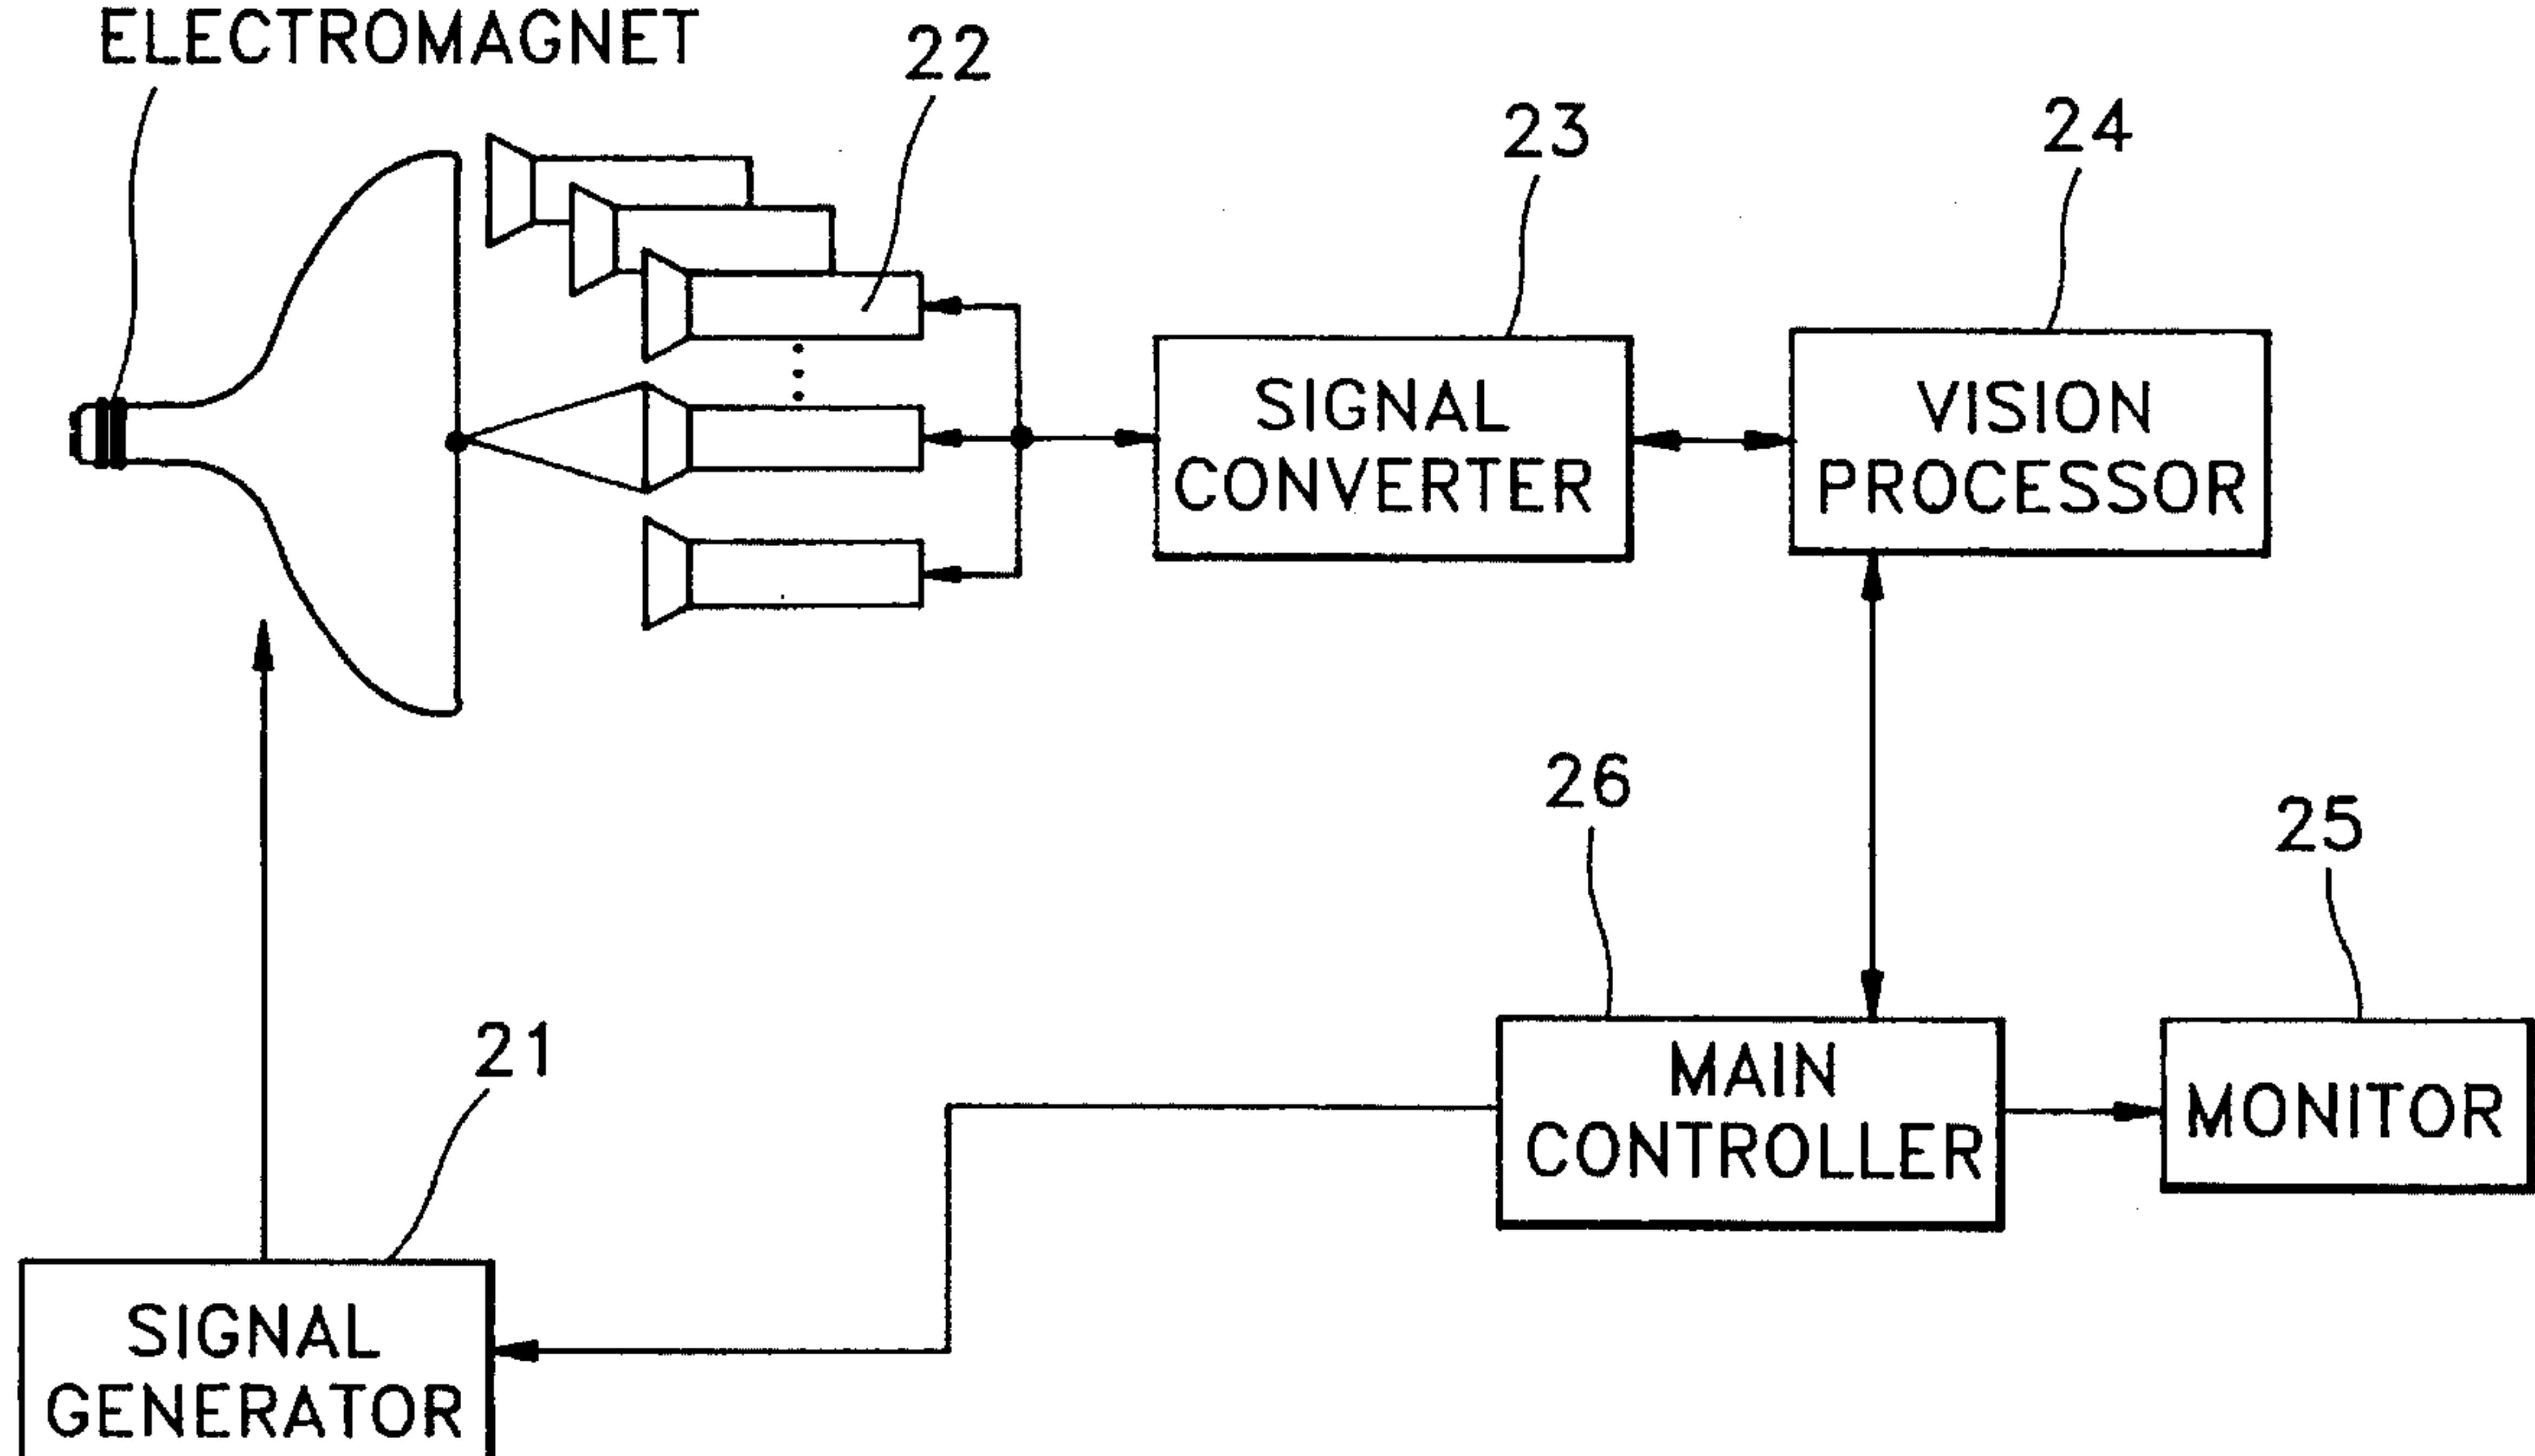 ELECTROMAGNET
22
23
24
SIGNAL
CONVERTER
VISION
PROCESSOR
26
25
21
MAIN
CONTROLLER
MONITOR
SIGNAL
GENERATOR